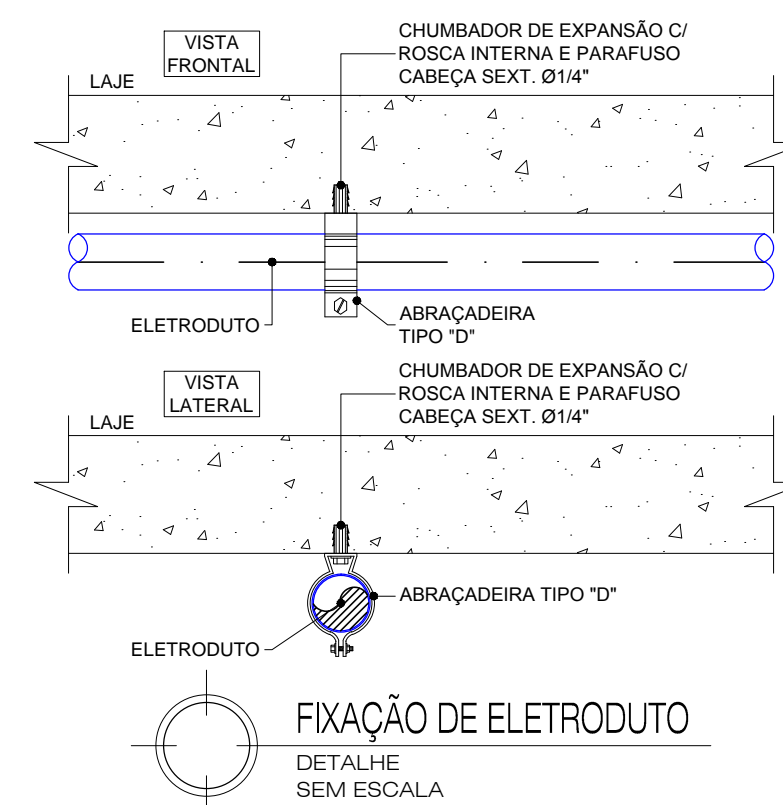 VISTA
FRONTAL
CHUMBADOR DE EXPANSÃO C/
ROSCA INTERNA E PARAFUSO
CABEÇA SEXT. Ø1/4"
LAJE
ELETRODUTO
ABRAÇADEIRA
TIPO "D"
VISTA
LATERAL
CHUMBADOR DE EXPANSÃO C/
ROSCA INTERNA E PARAFUSO
CABEÇA SEXT. Ø1/4"
LAJE
ABRAÇADEIRA TIPO "D"
ELETRODUTO
FIXAÇÃO DE ELETRODUTO
DETALHE
SEM ESCALA